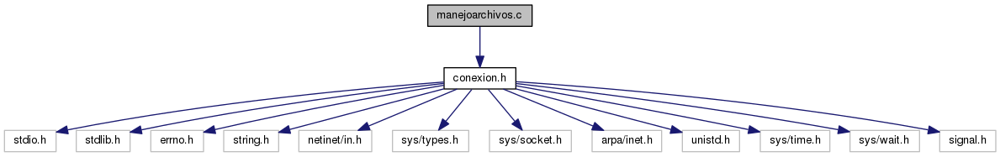 manejoarchivos.c
conexion.h
stdio.h
stdlib.h
errno.h
string.h
netinet/in.h
sys/types.h
sys/socket.h
arpa/inet.h
unistd.h
sys/time.h
sys/wait.h
signal.h